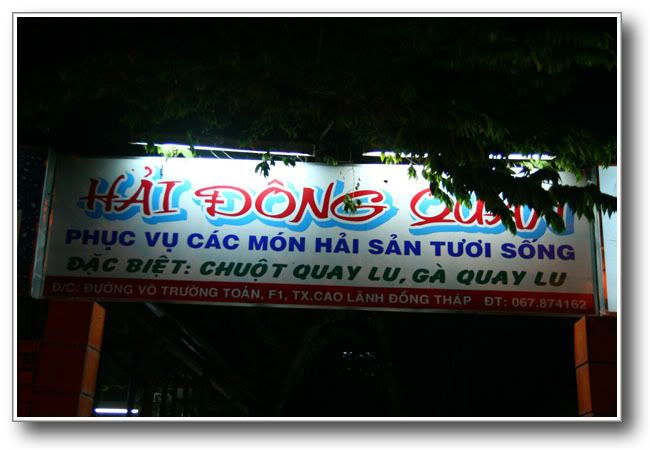 HẢI ĐÔNG QUAN
PHỤC VỤ CÁC MÓN HẢI SẢN TƯƠI SỐNG
ĐẶC BIỆT: CHUỘT QUAY LU, GÀ QUAY LU
Đ/C: ĐƯỜNG VÕ TRƯỜNG TOẢN, F1, TX.CAO LÃNH ĐỒNG THÁP ĐT: 067.874162